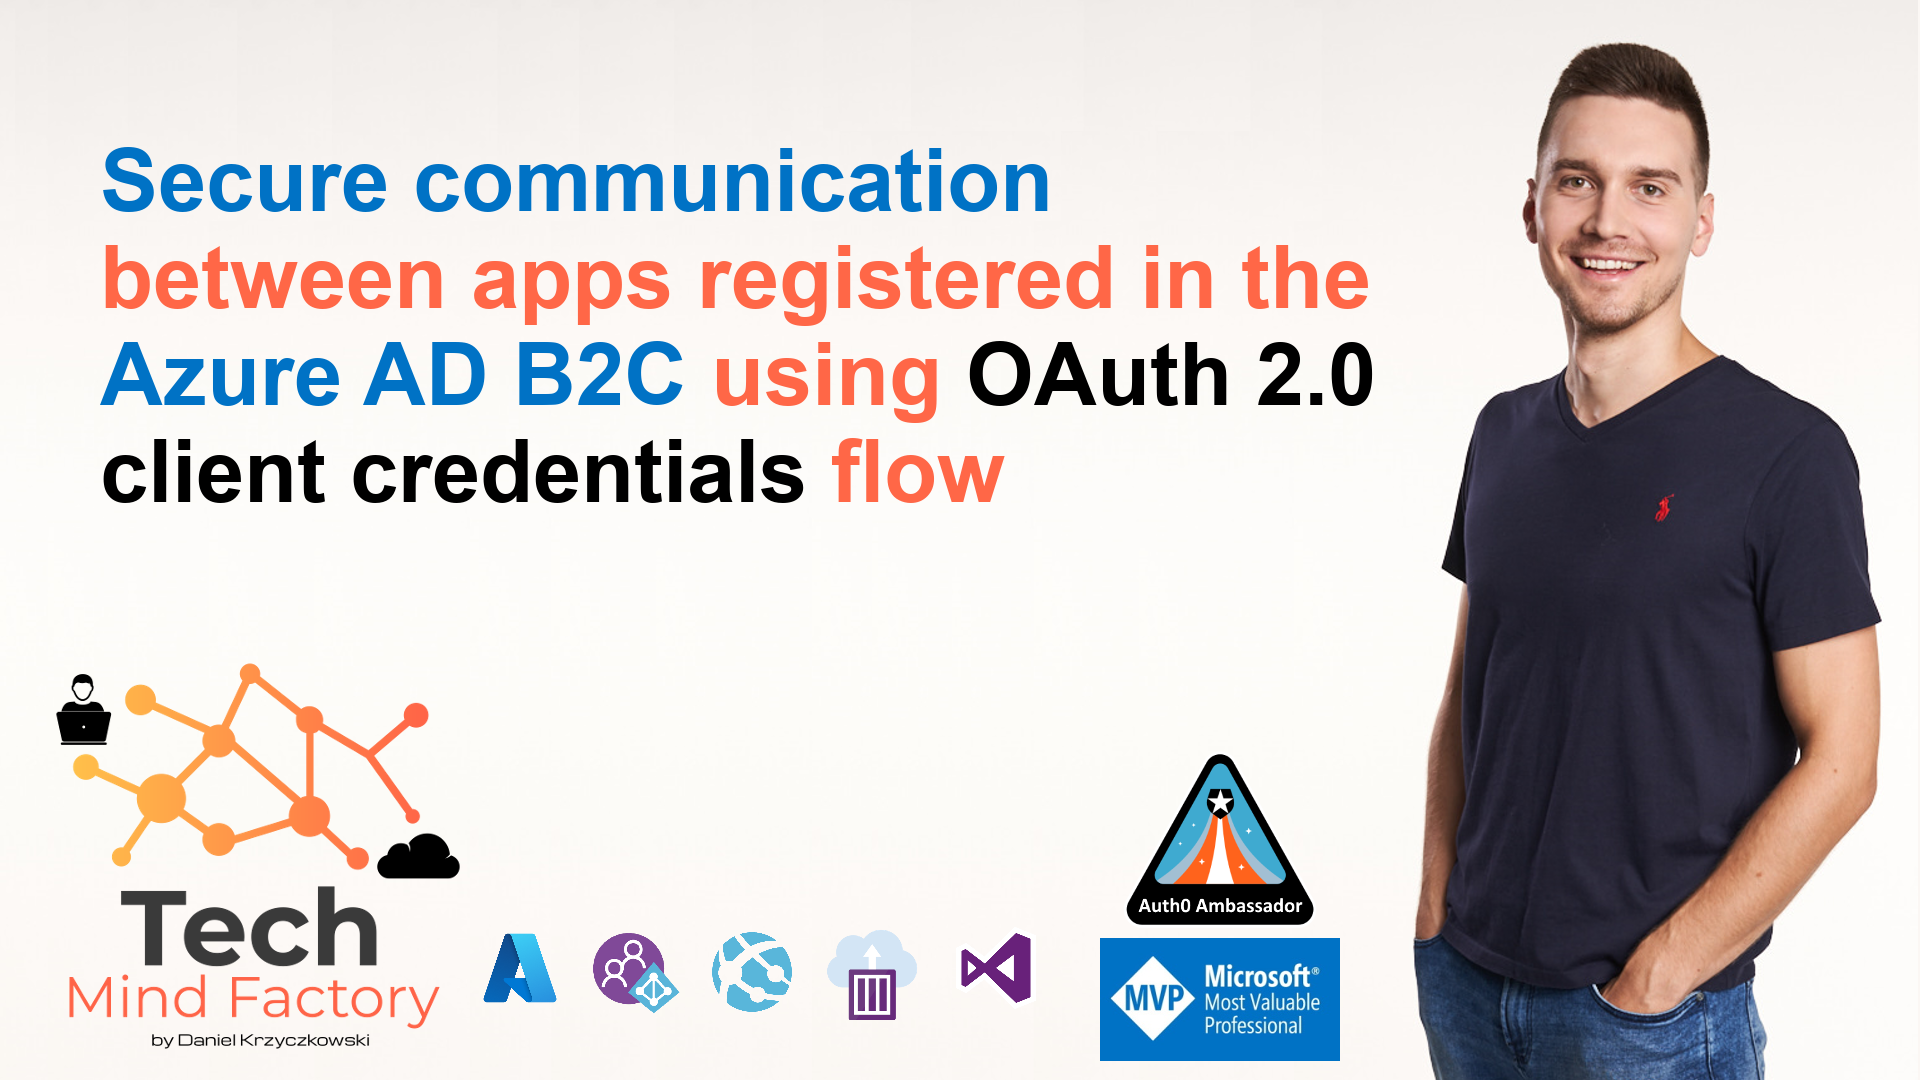 Secure communication
between apps registered in the
Azure AD B2C using OAuth 2.0
client credentials flow
Tech
Mind Factory
by Daniel Krzyczkowski
Auth0 Ambassador
MVP
Microsoft®
Most Valuable
Professional